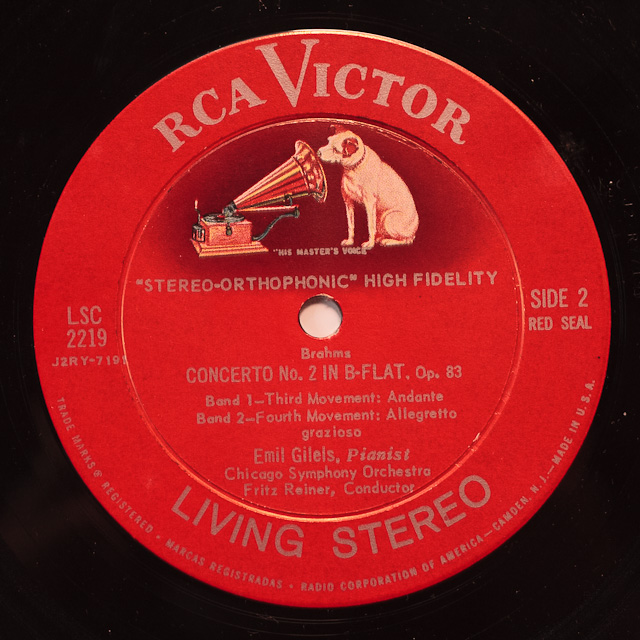 RCA VICTOR
"HIS MASTER'S VOICE"
"STEREO-ORTHOPHONIC" HIGH FIDELITY
LSC
2219
J2RY-7191
SIDE 2
RED SEAL
Brahms
CONCERTO No. 2 IN B-FLAT, Op. 83
Band 1—Third Movement: Andante
Band 2—Fourth Movement: Allegretto
grazioso
Emil Gilels, Pianist
Chicago Symphony Orchestra
Fritz Reiner, Conductor
LIVING STEREO
TRADE MARKS ® REGISTERED • MARCAS REGISTRADAS • RADIO CORPORATION OF AMERICA—CAMDEN, N. J.—MADE IN U.S.A.